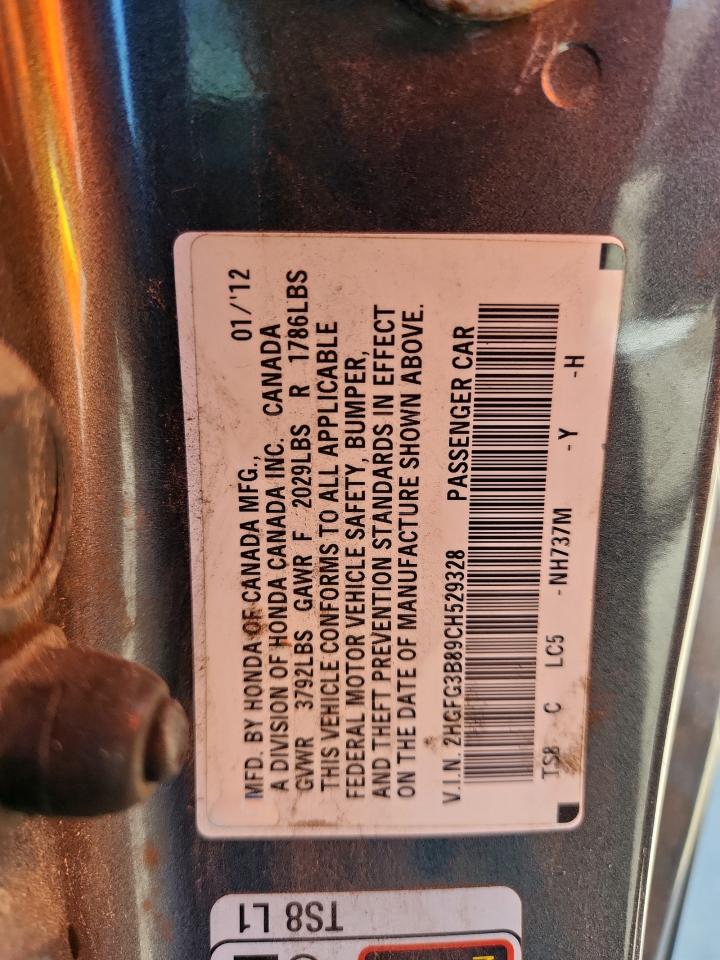 MFD. BY HONDA OF CANADA MFG., 01/'12
A DIVISION OF HONDA CANADA INC. CANADA
GVWR 3792LBS GAWR F 2029LBS R 1786LBS
THIS VEHICLE CONFORMS TO ALL APPLICABLE
FEDERAL MOTOR VEHICLE SAFETY, BUMPER,
AND THEFT PREVENTION STANDARDS IN EFFECT
ON THE DATE OF MANUFACTURE SHOWN ABOVE.
V.I.N. 2HGFG3B89CH529328 PASSENGER CAR
TS8 C LC5 -NH737M -Y -H
TS8 L1